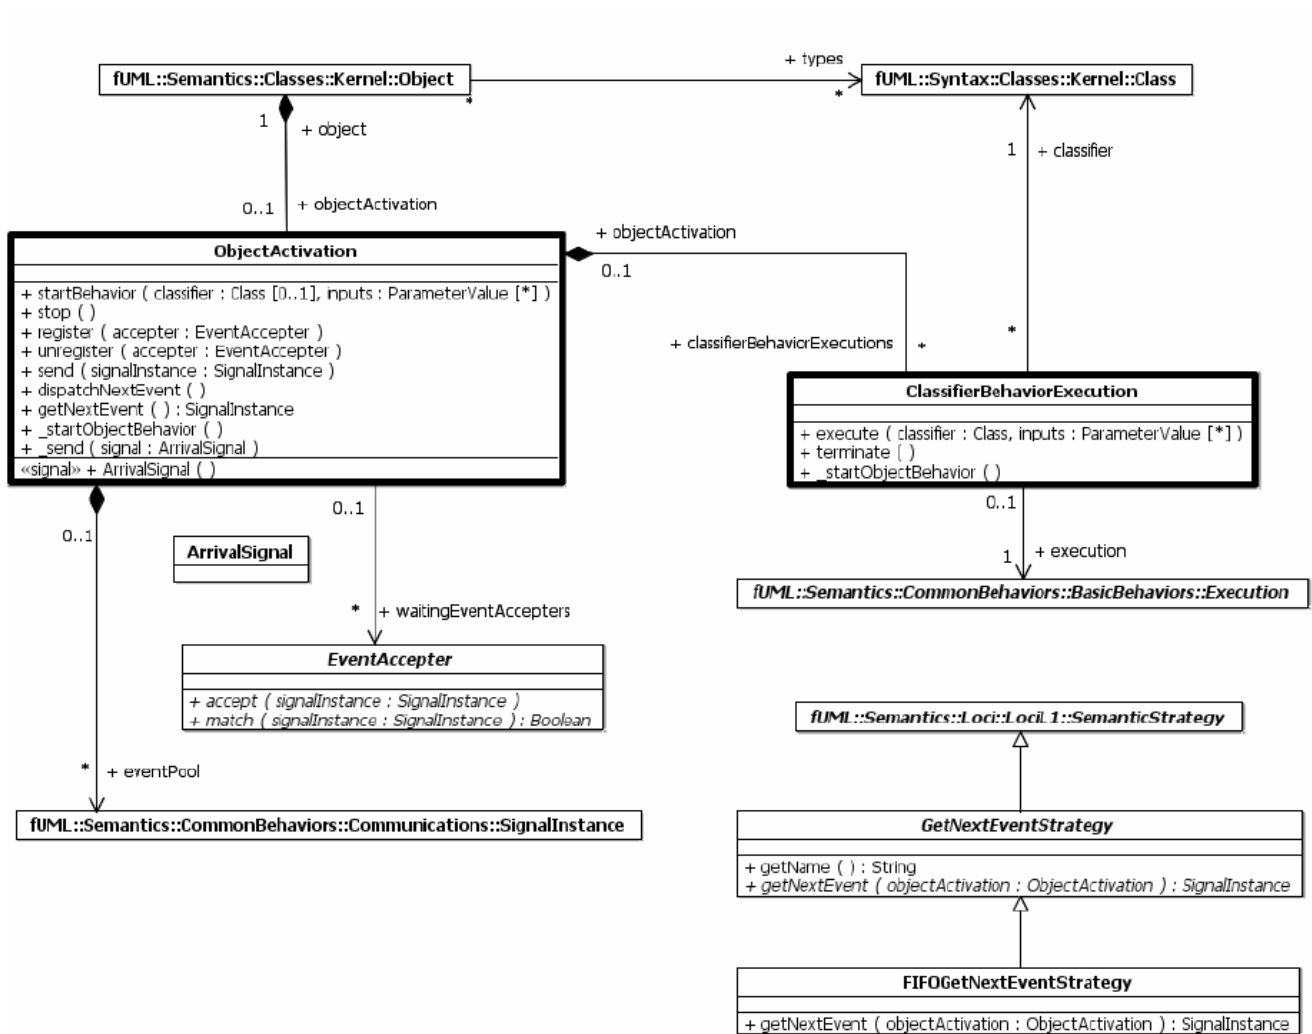 + types
fUML::Semantics::Classes::Kernel::Object
fUML::Syntax::Classes::Kernel::Class
*
*
1
+ object
1
+ classifier
0..1
+ objectActivation
+ objectActivation
0..1
ObjectActivation
+ startBehavior ( classifier : Class [0..1], inputs : ParameterValue [*] )
+ stop ( )
+ register ( accepter : EventAccepter )
+ unregister ( accepter : EventAccepter )
+ send ( signalInstance : SignalInstance )
+ dispatchNextEvent ( )
+ getNextEvent ( ) : SignalInstance
+ _startObjectBehavior ( )
+ _send ( signal : ArrivalSignal )
«signal» + ArrivalSignal ( )
*
+ classifierBehaviorExecutions
*
ClassifierBehaviorExecution
+ execute ( classifier : Class, inputs : ParameterValue [*] )
+ terminate ( )
+ _startObjectBehavior ( )
0..1
0..1
0..1
ArrivalSignal
1
+ execution
fUML::Semantics::CommonBehaviors::BasicBehaviors::Execution
*
+ waitingEventAccepters
EventAccepter
+ accept ( signalInstance : SignalInstance )
+ match ( signalInstance : SignalInstance ) : Boolean
fUML::Semantics::Loci::LociL1::SemanticStrategy
*
+ eventPool
fUML::Semantics::CommonBehaviors::Communications::SignalInstance
GetNextEventStrategy
+ getName ( ) : String
+ getNextEvent ( objectActivation : ObjectActivation ) : SignalInstance
FIFOGetNextEventStrategy
+ getNextEvent ( objectActivation : ObjectActivation ) : SignalInstance